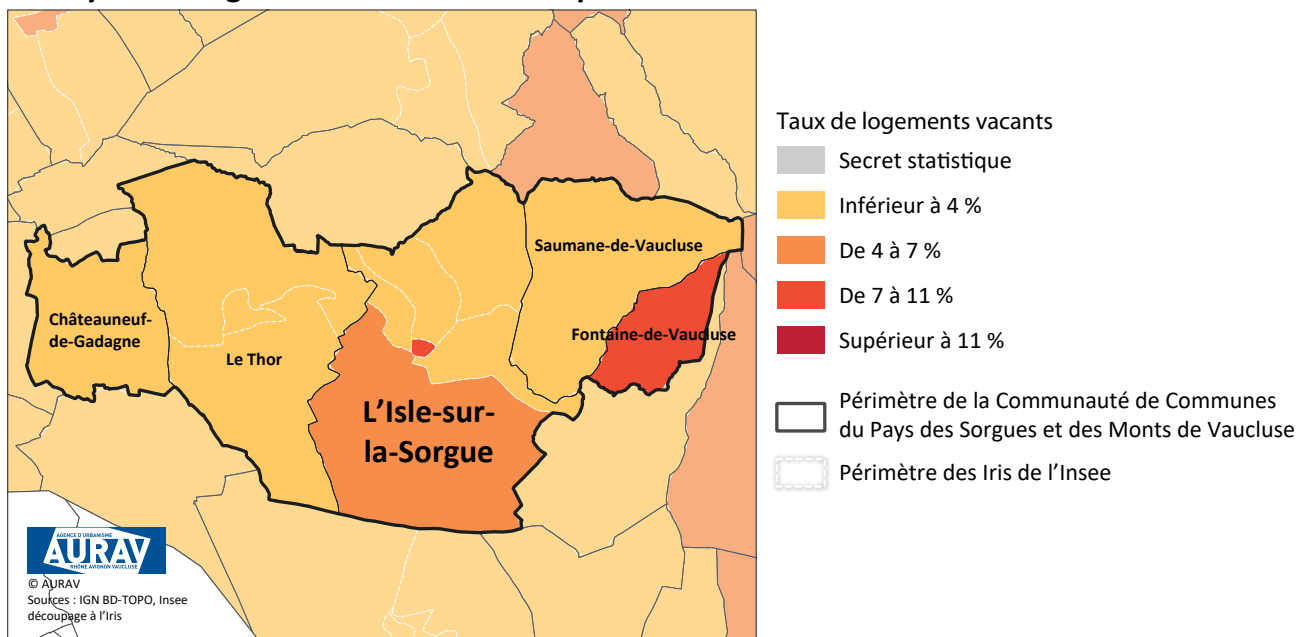 Taux de logements vacants
Secret statistique
Inférieur à 4 %
De 4 à 7 %
De 7 à 11 %
Supérieur à 11 %
Périmètre de la Communauté de Communes
du Pays des Sorgues et des Monts de Vaucluse
Périmètre des Iris de l'Insee
Saumane-de-Vaucluse
Châteauneuf-
de-Gadagne
Fontaine-de-Vaucluse
Le Thor
L'Isle-sur-
la-Sorgue
AGENCE D'URBANISME
AURAV
RHÔNE AVIGNON VAUCLUSE
© AURAV
Sources : IGN BD-TOPO, Insee
découpage à l'Iris